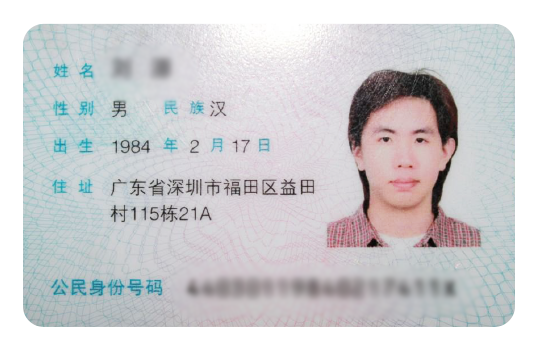 姓名
性别 男 民族 汉
出生 1984 年 2 月 17 日
住址 广东省深圳市福田区益田
村115栋21A
公民身份号码